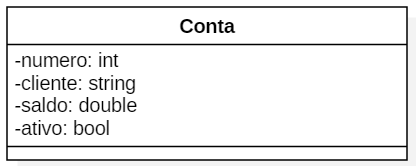 Conta
-numero: int
-cliente: string
-saldo: double
-ativo: bool